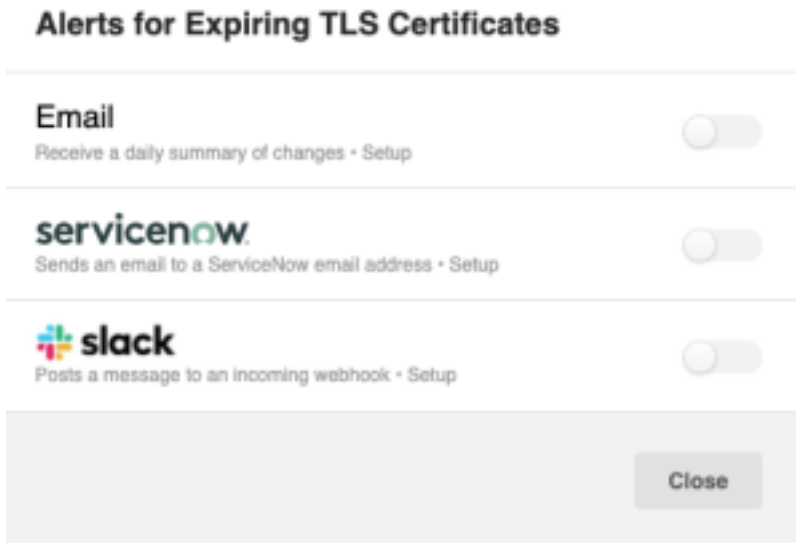 Alerts for Expiring TLS Certificates
Email
Receive a daily summary of changes • Setup
servicenow.
Sends an email to a ServiceNow email address • Setup
slack
Posts a message to an incoming webhook • Setup
Close